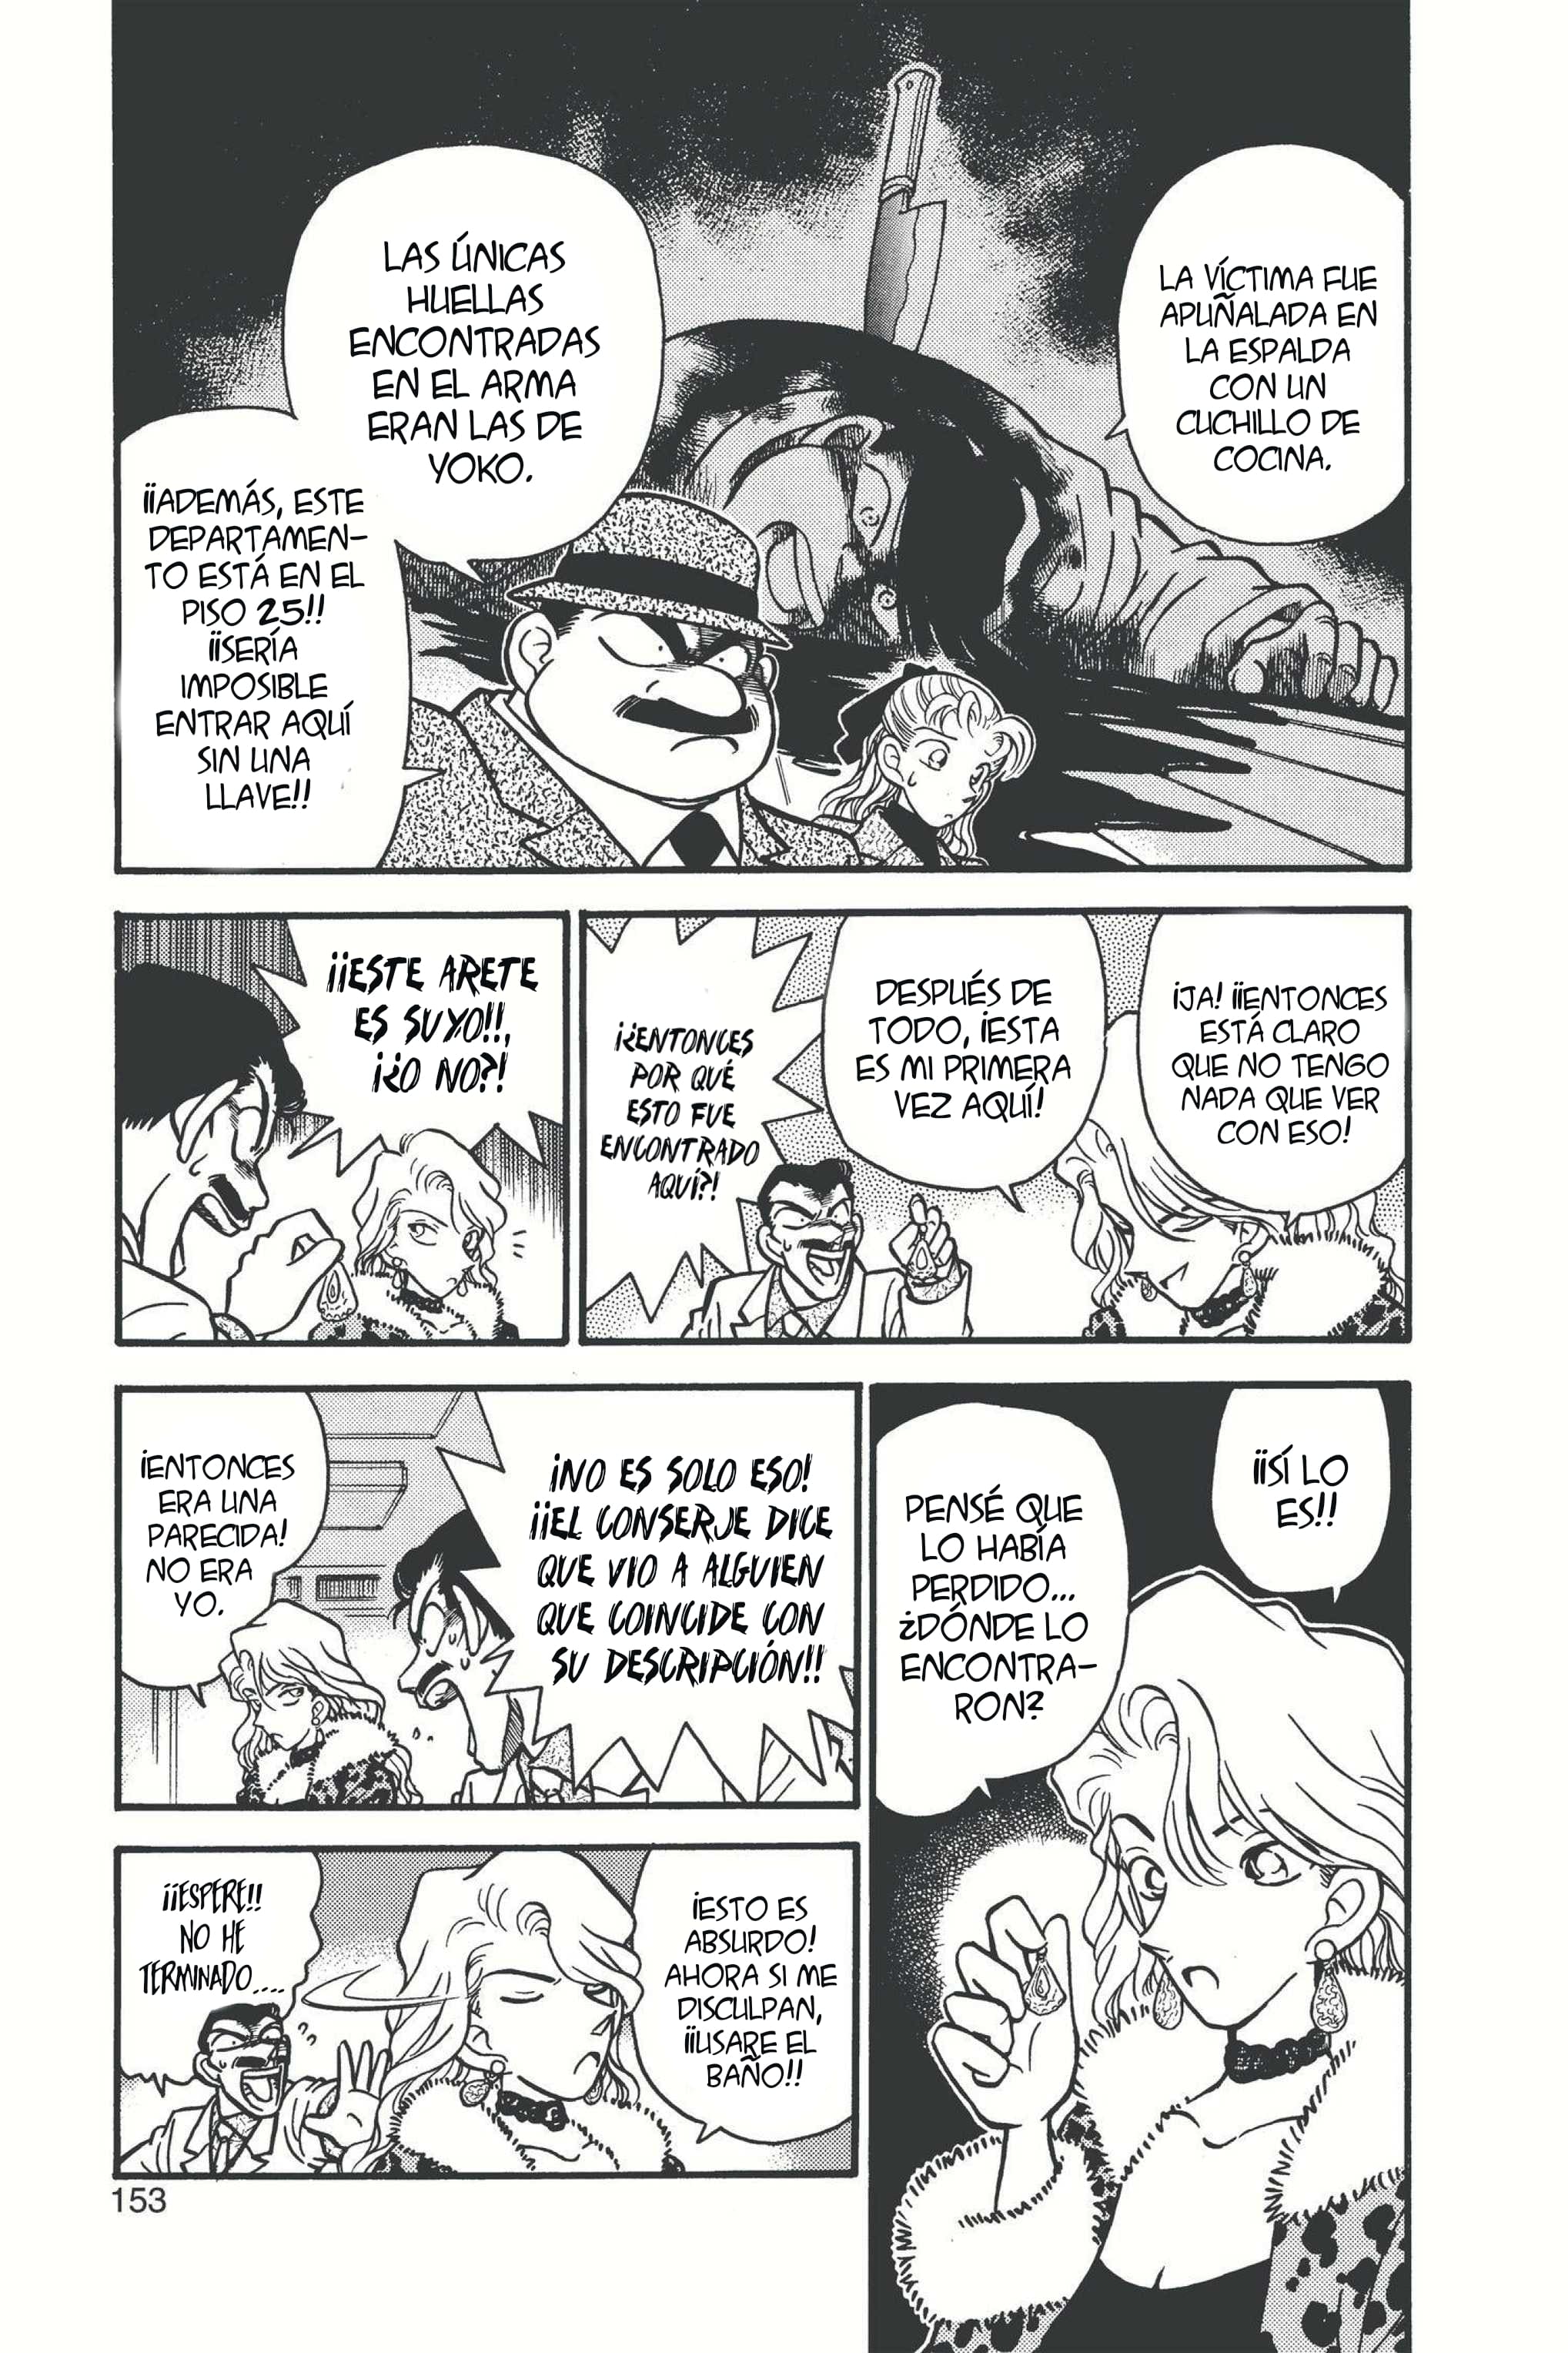 LA VÍCTIMA FUE
APUÑALADA EN
LA ESPALDA
CON UN
CUCHILLO DE
COCINA.
LAS ÚNICAS
HUELLAS
ENCONTRADAS
EN EL ARMA
ERAN LAS DE
YOKO.
¡¡ADEMÁS, ESTE
DEPARTAMEN-
TO ESTÁ EN EL
PISO 25!!
¡¡SERÍA
IMPOSIBLE
ENTRAR AQUÍ
SIN UNA
LLAVE!!
¡JA! ¡¡ENTONCES
ESTÁ CLARO
QUE NO TENGO
NADA QUE VER
CON ESO!
DESPUÉS DE
TODO, ¡ESTA
ES MI PRIMERA
VEZ AQUÍ!
¡¿ENTONCES
POR QUÉ
ESTO FUE
ENCONTRADO
AQUÍ?!
¡¡ESTE ARETE
ES SUYO!!,
¡¿O NO?!
¡¡SÍ LO
ES!!
PENSÉ QUE
LO HABÍA
PERDIDO...
¿DÓNDE LO
ENCONTRA-
RON?
¡NO ES SOLO ESO!
¡¡EL CONSERJE DICE
QUE VIO A ALGUIEN
QUE COINCIDE CON
SU DESCRIPCIÓN!!
¡ENTONCES
ERA UNA
PARECIDA!
NO ERA
YO.
¡ESTO ES
ABSURDO!
AHORA SI ME
DISCULPAN,
¡¡USARE EL
BAÑO!!
¡¡ESPERE!!
NO HE
TERMINADO....
153